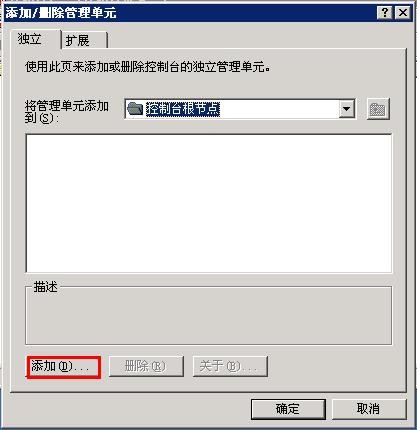 添加/删除管理单元
独立 扩展
使用此页来添加或删除控制台的独立管理单元。
将管理单元添加
到(S):
控制台根节点
描述
添加(D)... 删除(R) 关于(B)...
确定 取消